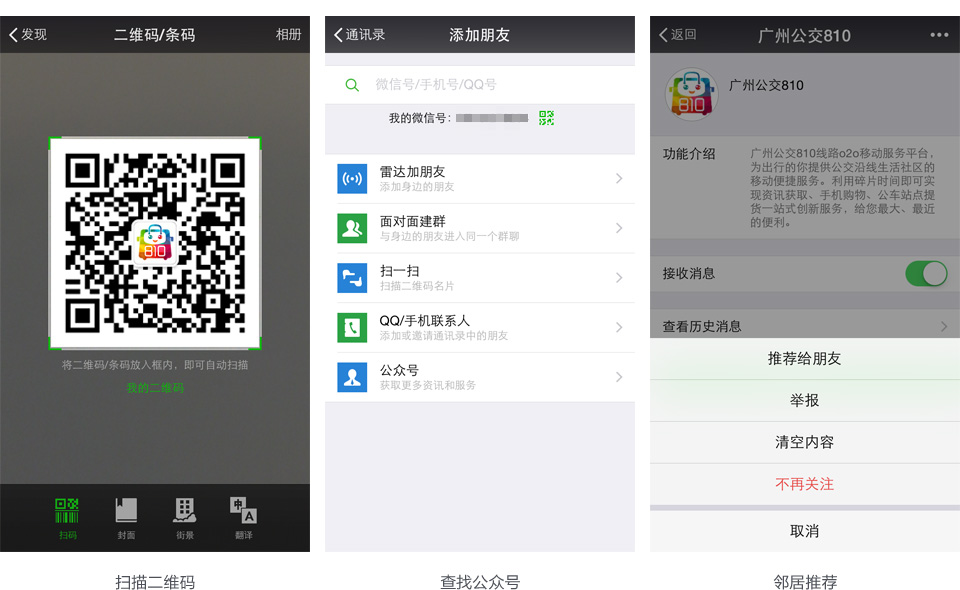 发现
二维码/条码
相册
810
将二维码/条码放入框内，即可自动扫描
我的二维码
扫码
封面
街景
中
A
翻译
扫描二维码
通讯录
添加朋友
微信号/手机号/QQ号
我的微信号：
雷达加朋友
添加身边的朋友
面对面建群
与身边的朋友进入同一个群聊
扫一扫
扫描二维码名片
QQ/手机联系人
添加或邀请通讯录中的朋友
公众号
获取更多资讯和服务
查找公众号
返回
广州公交810
810
广州公交810
功能介绍
广州公交810线路o2o移动服务平台，
为出行的你提供公交沿线生活社区的
移动便捷服务。利用碎片时间即可实
现资讯获取、手机购物、公车站点提
货一站式创新服务，给您最大、最近
的便利。
接收消息
查看历史消息
推荐给朋友
举报
清空内容
不再关注
取消
邻居推荐